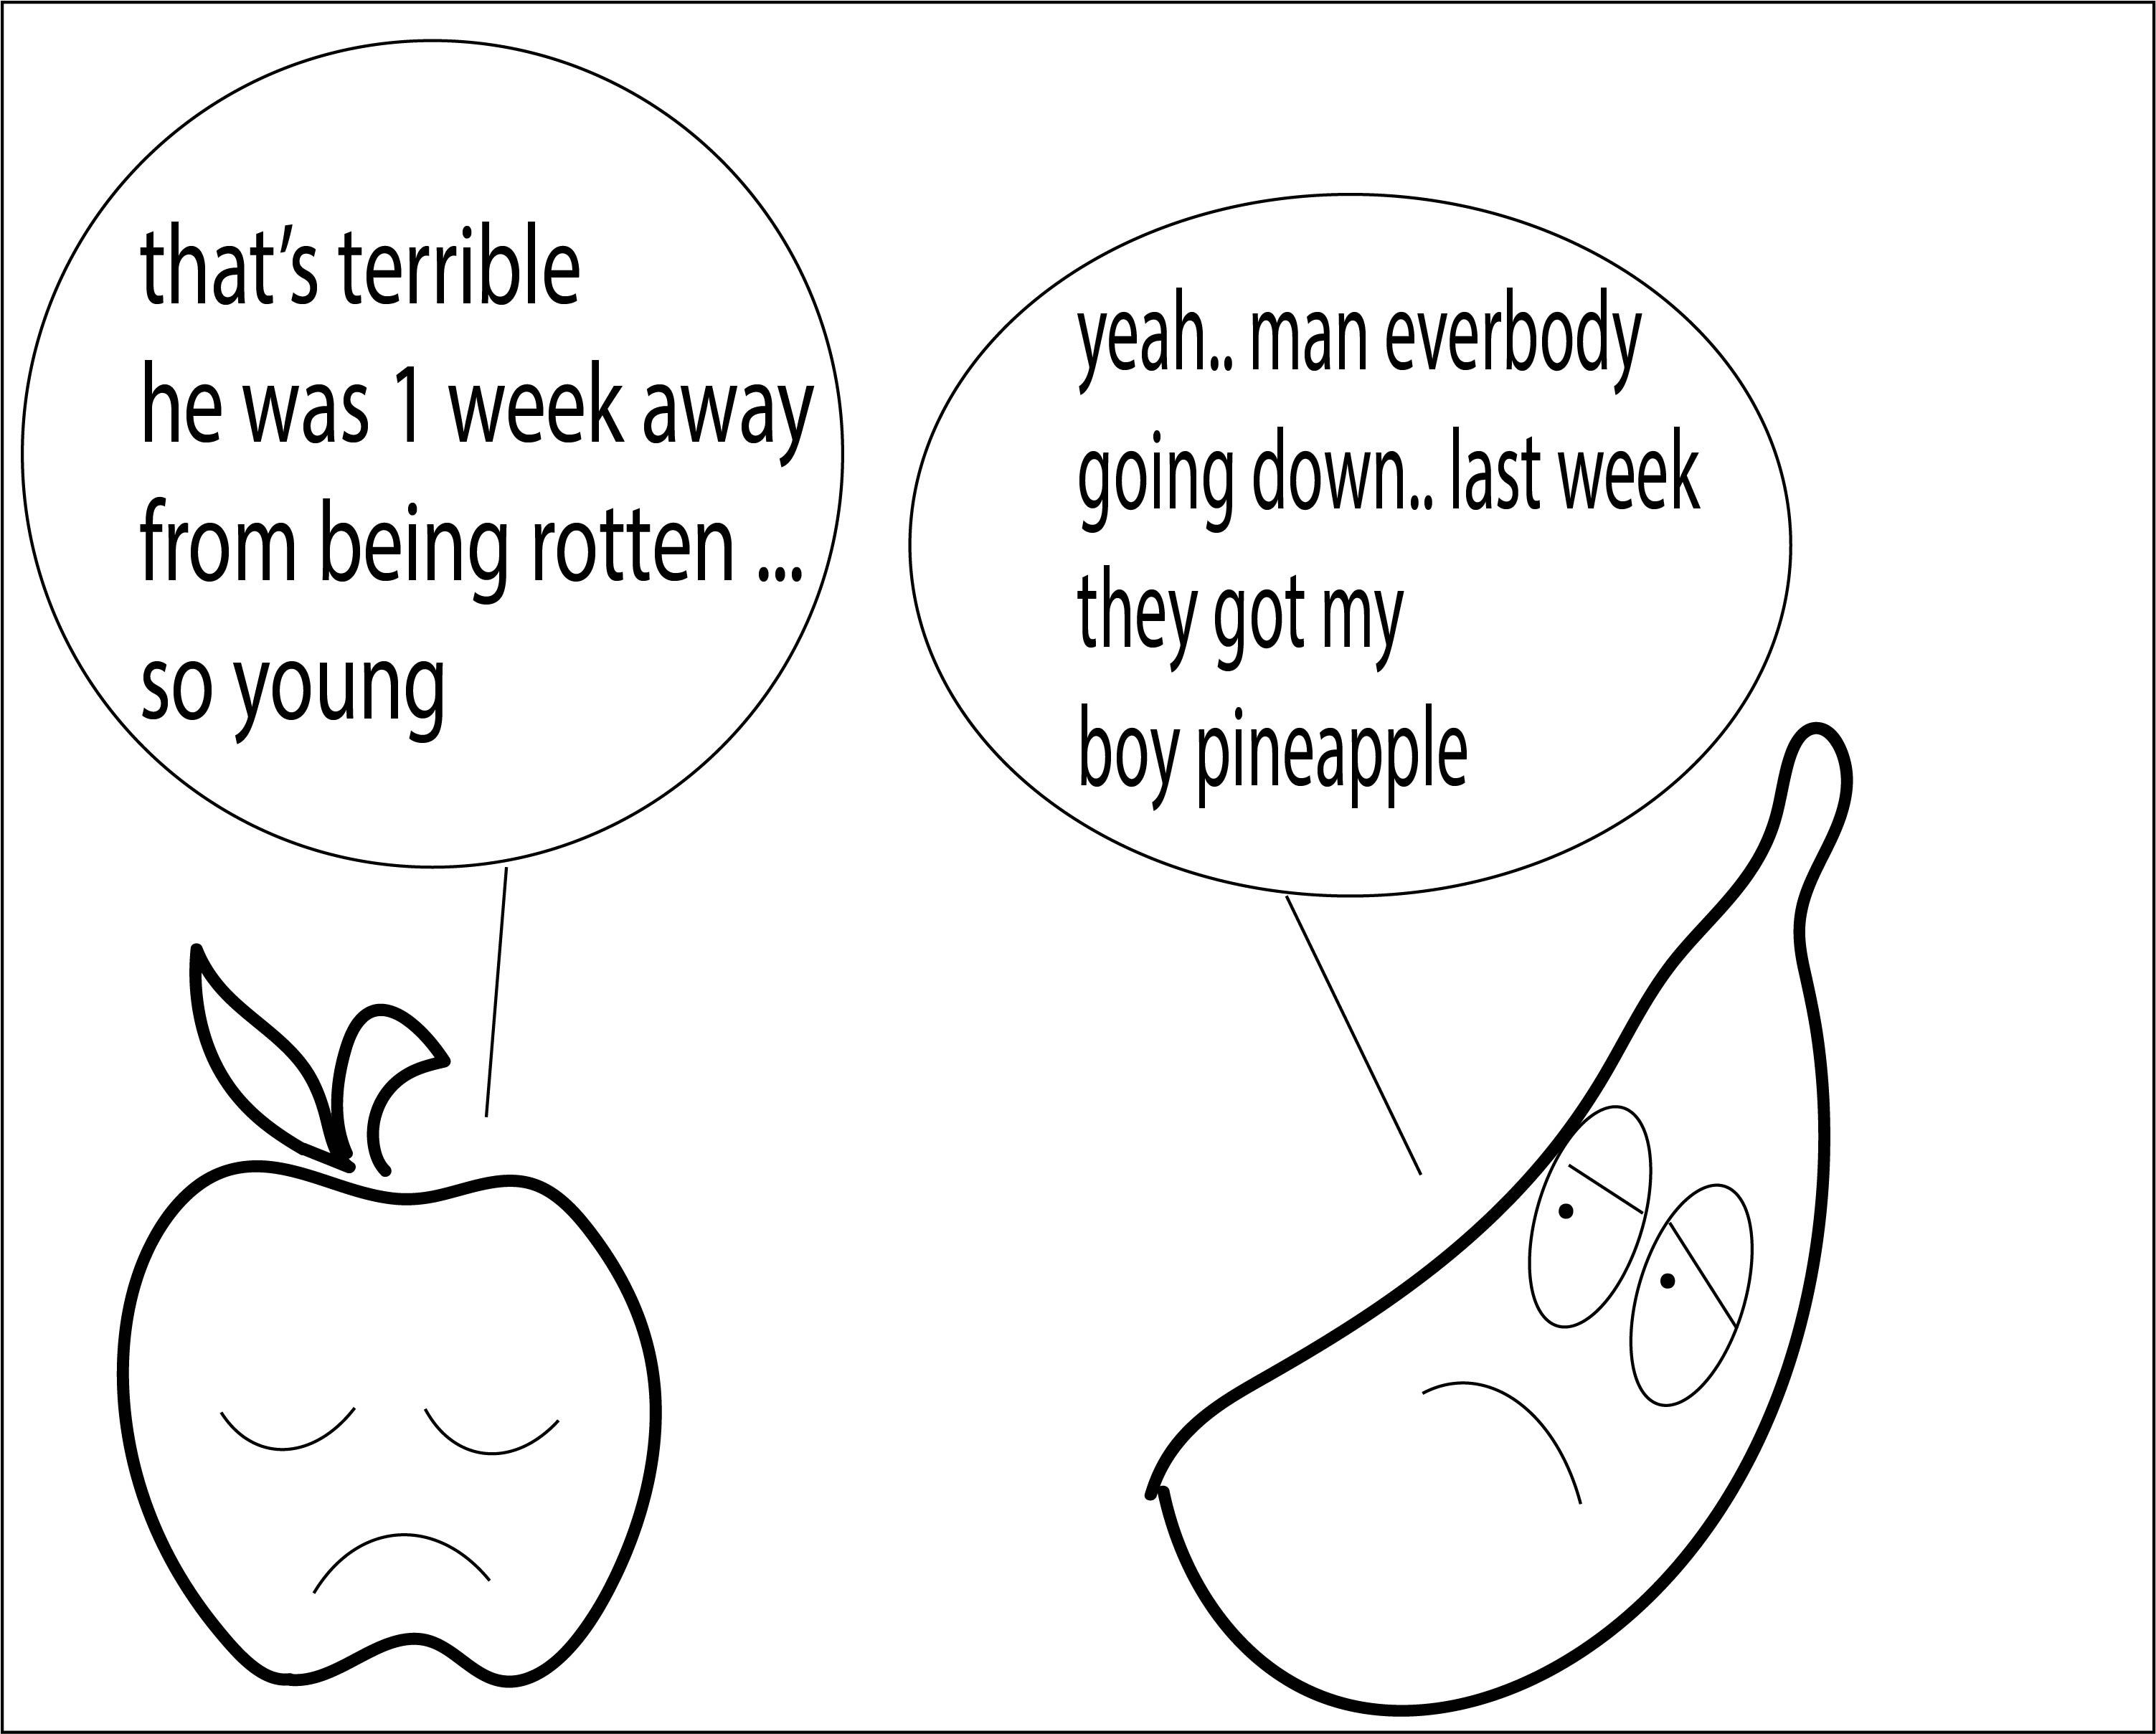 that’s terrible
he was 1 week away
from being rotten ...
so young
yeah.. man everbody
going down.. last week
they got my
boy pineapple